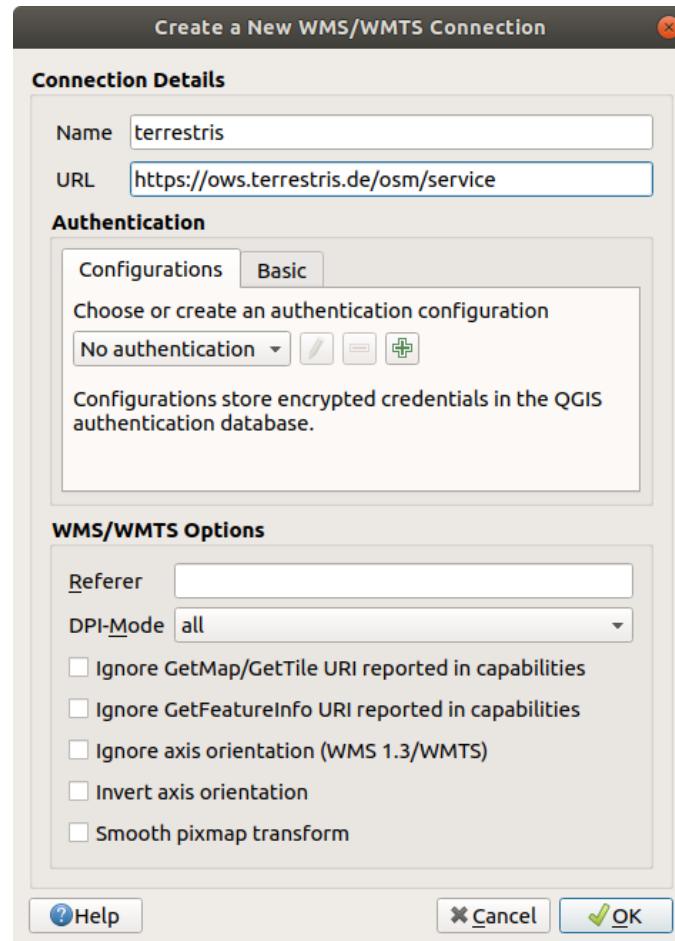 Create a New WMS/WMTS Connection
Connection Details
Name terrestris
URL https://ows.terrestris.de/osm/service
Authentication
Configurations Basic
Choose or create an authentication configuration
No authentication
Configurations store encrypted credentials in the QGIS
authentication database.
WMS/WMTS Options
Referer
DPI-Mode all
Ignore GetMap/GetTile URI reported in capabilities
Ignore GetFeatureInfo URI reported in capabilities
Ignore axis orientation (WMS 1.3/WMTS)
Invert axis orientation
Smooth pixmap transform
Help Cancel OK